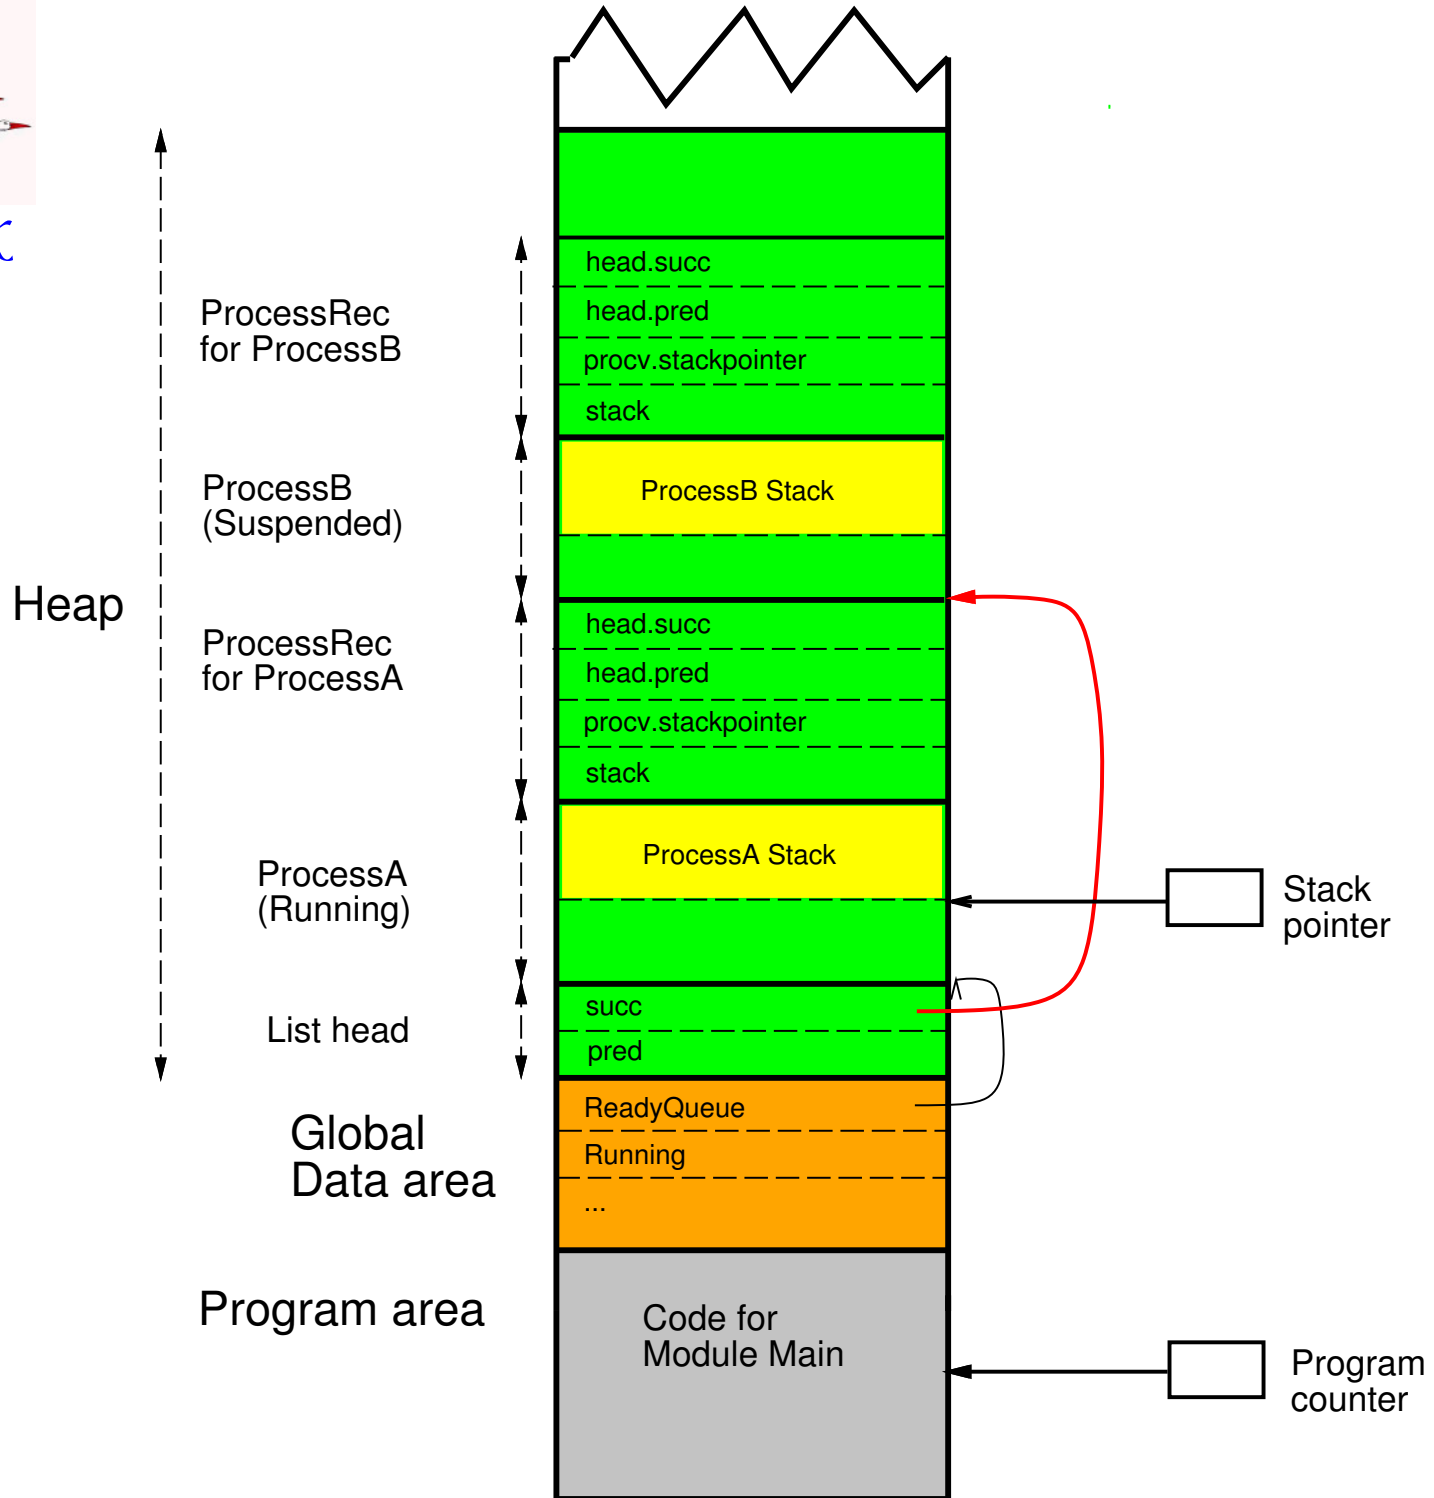 head.succ
head.pred
procv.stackpointer
stack
ProcessRec
for ProcessB
ProcessB Stack
ProcessB
(Suspended)
Heap
head.succ
head.pred
procv.stackpointer
stack
ProcessRec
for ProcessA
ProcessA Stack
ProcessA
(Running)
Stack
pointer
succ
pred
List head
ReadyQueue
Running
...
Global
Data area
Program area
Code for
Module Main
Program
counter